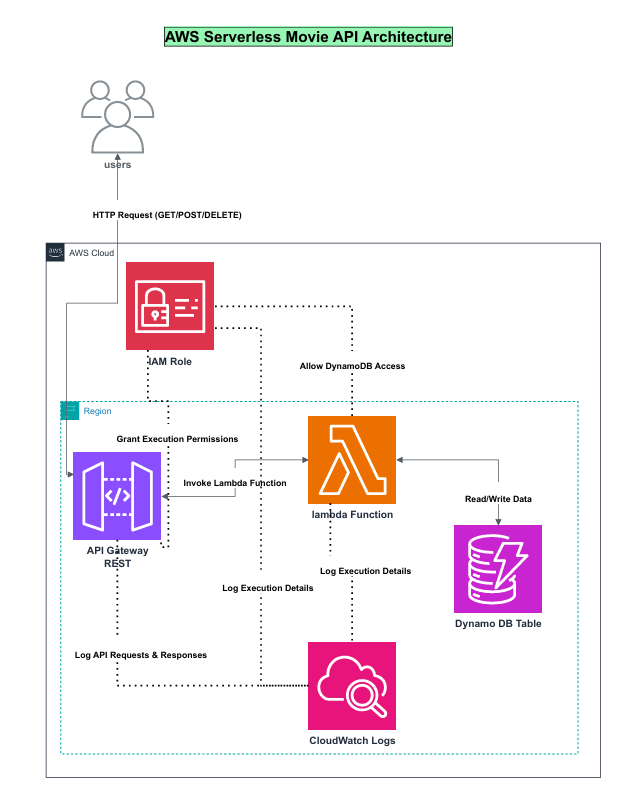 AWS Serverless Movie API Architecture
users
HTTP Request (GET/POST/DELETE)
aws
AWS Cloud
IAM Role
Allow DynamoDB Access
Region
Grant Execution Permissions
Invoke Lambda Function
lambda Function
Read/Write Data
API Gateway
REST
Log Execution Details
Log Execution Details
Dynamo DB Table
Log API Requests & Responses
CloudWatch Logs